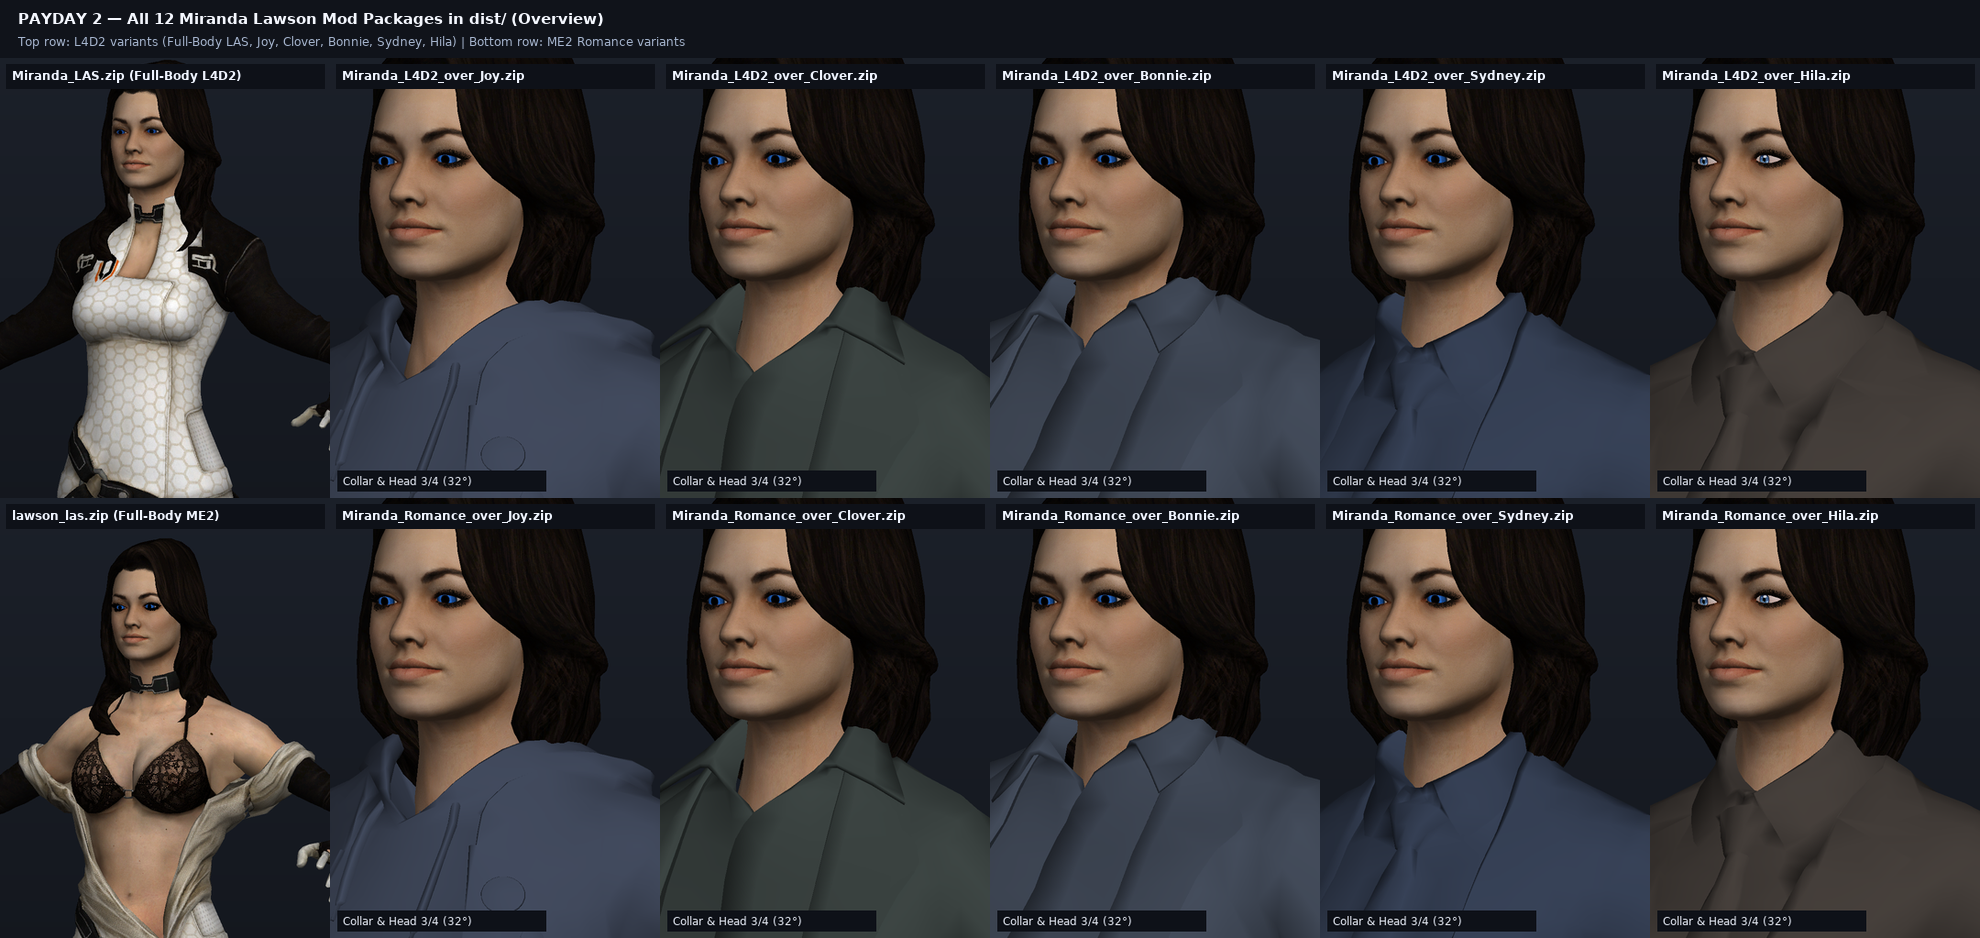 PAYDAY 2 — All 12 Miranda Lawson Mod Packages in dist/ (Overview)
Top row: L4D2 variants (Full-Body LAS, Joy, Clover, Bonnie, Sydney, Hila) | Bottom row: ME2 Romance variants
Miranda_LAS.zip (Full-Body L4D2)
Miranda_L4D2_over_Joy.zip
Miranda_L4D2_over_Clover.zip
Miranda_L4D2_over_Bonnie.zip
Miranda_L4D2_over_Sydney.zip
Miranda_L4D2_over_Hila.zip
Collar & Head 3/4 (32°)
Collar & Head 3/4 (32°)
Collar & Head 3/4 (32°)
Collar & Head 3/4 (32°)
Collar & Head 3/4 (32°)
lawson_las.zip (Full-Body ME2)
Miranda_Romance_over_Joy.zip
Miranda_Romance_over_Clover.zip
Miranda_Romance_over_Bonnie.zip
Miranda_Romance_over_Sydney.zip
Miranda_Romance_over_Hila.zip
Collar & Head 3/4 (32°)
Collar & Head 3/4 (32°)
Collar & Head 3/4 (32°)
Collar & Head 3/4 (32°)
Collar & Head 3/4 (32°)